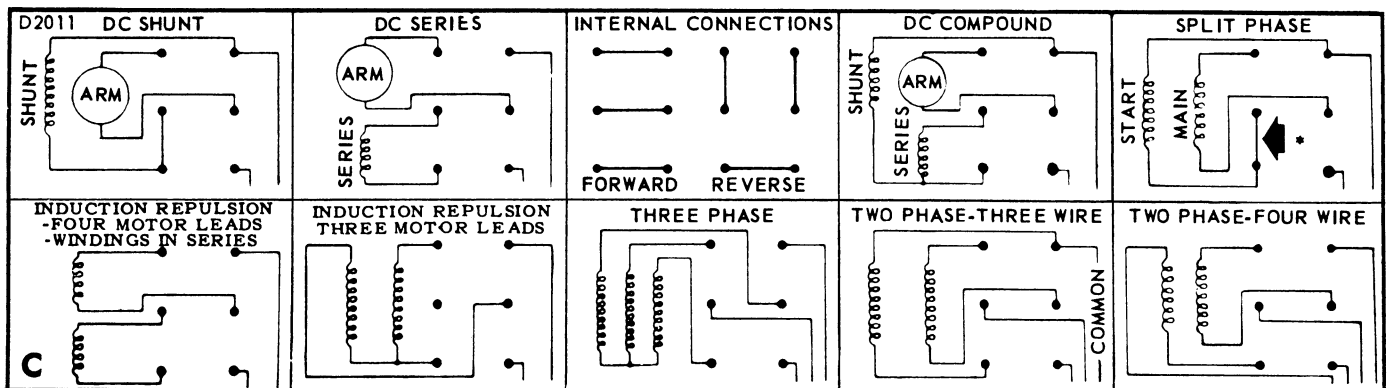 D2011 DC SHUNT
SHUNT
ARM
DC SERIES
ARM
SERIES
INTERNAL CONNECTIONS
FORWARD REVERSE
DC COMPOUND
SHUNT
ARM
SERIES
SPLIT PHASE
START
MAIN
*
INDUCTION REPULSION
-FOUR MOTOR LEADS
-WINDINGS IN SERIES
C
INDUCTION REPULSION
THREE MOTOR LEADS
THREE PHASE
TWO PHASE-THREE WIRE
COMMON
TWO PHASE-FOUR WIRE